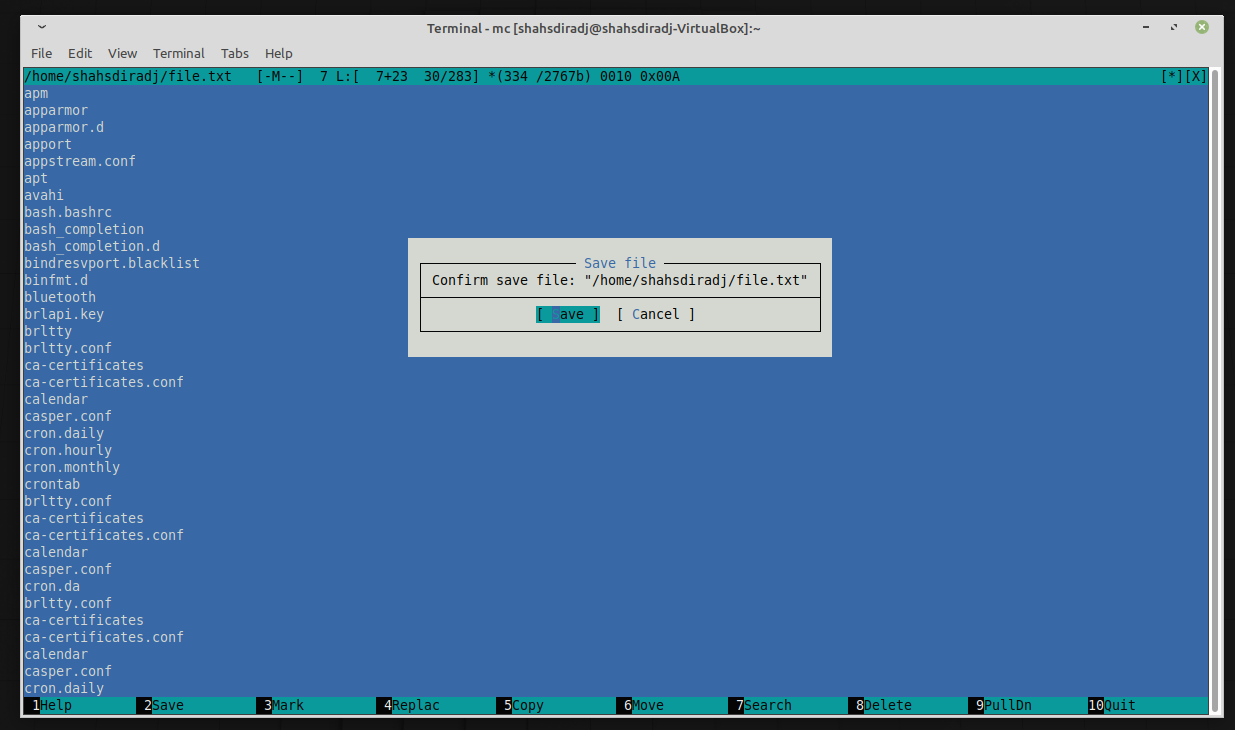 Terminal - mc [shahsdiradj@shahsdiradj-VirtualBox]:~
File Edit View Terminal Tabs Help
/home/shahsdiradj/file.txt [-M--] 7 L:[ 7+23 30/283] *(334 /2767b) 0010 0x00A [*][X]
apm
apparmor
apparmor.d
apport
appstream.conf
apt
avahi
bash.bashrc
bash_completion
bash_completion.d
bindresvport.blacklist
binfmt.d
bluetooth
brlapi.key
brltty
brltty.conf
ca-certificates
ca-certificates.conf
calendar
casper.conf
cron.daily
cron.hourly
cron.monthly
crontab
brltty.conf
ca-certificates
ca-certificates.conf
calendar
casper.conf
cron.da
brltty.conf
ca-certificates
ca-certificates.conf
calendar
casper.conf
cron.daily
Save file
Confirm save file: "/home/shahsdiradj/file.txt"
[ Save ] [ Cancel ]
1Help 2Save 3Mark 4Replac 5Copy 6Move 7Search 8Delete 9PullDn 10Quit